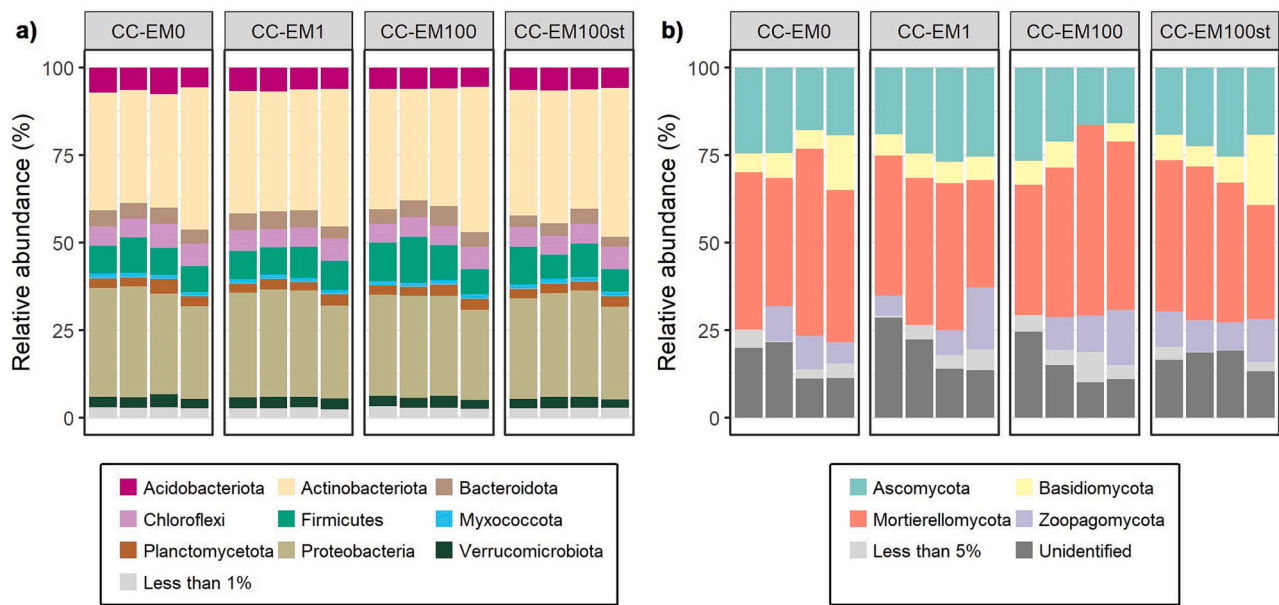 a)
CC-EM0 CC-EM1 CC-EM100 CC-EM100st
Relative abundance (%)
100
75
50
25
0
Acidobacteriota Actinobacteriota Bacteroidota
Chloroflexi Firmicutes Myxococcota
Planctomycetota Proteobacteria Verrucomicrobiota
Less than 1%
b)
CC-EM0 CC-EM1 CC-EM100 CC-EM100st
Relative abundance (%)
100
75
50
25
0
Ascomycota Basidiomycota
Mortierellomycota Zoopagomycota
Less than 5% Unidentified